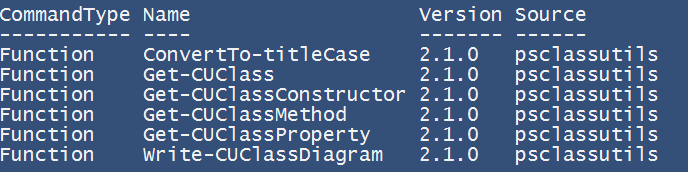 CommandType Name Version Source
----------- ---- ------- ------
Function ConvertTo-titleCase 2.1.0 psclassutils
Function Get-CUClass 2.1.0 psclassutils
Function Get-CUClassConstructor 2.1.0 psclassutils
Function Get-CUClassMethod 2.1.0 psclassutils
Function Get-CUClassProperty 2.1.0 psclassutils
Function Write-CUClassDiagram 2.1.0 psclassutils